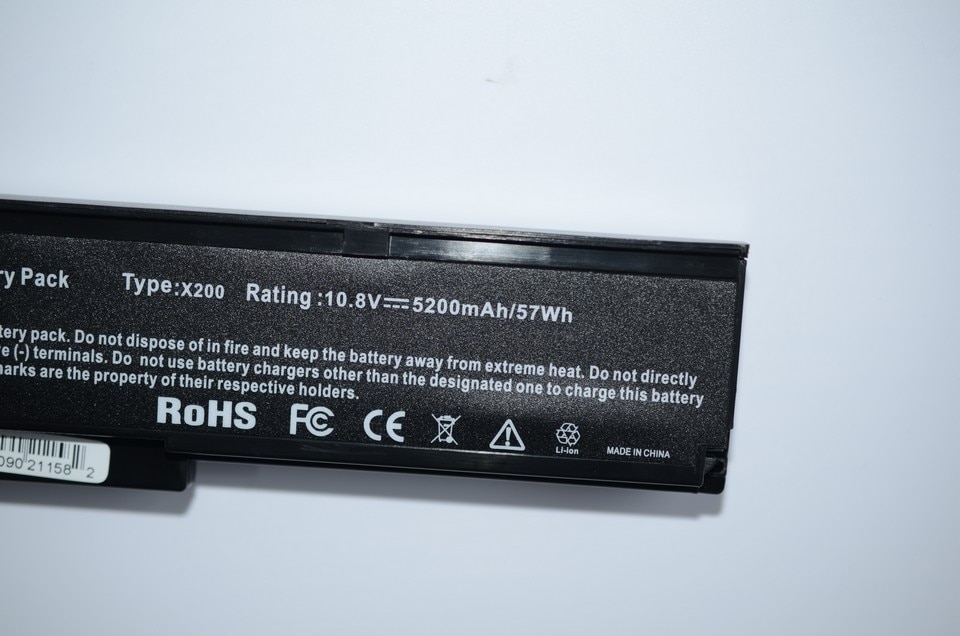 ry Pack Type:X200 Rating:10.8V⎓5200mAh/57Wh
tery pack. Do not dispose of in fire and keep the battery away from extreme heat. Do not directly
e (-) terminals. Do not use battery chargers other than the designated one to charge this battery
marks are the property of their respective holders.
RoHS FC CE Li-ion MADE IN CHINA
090 21158 2